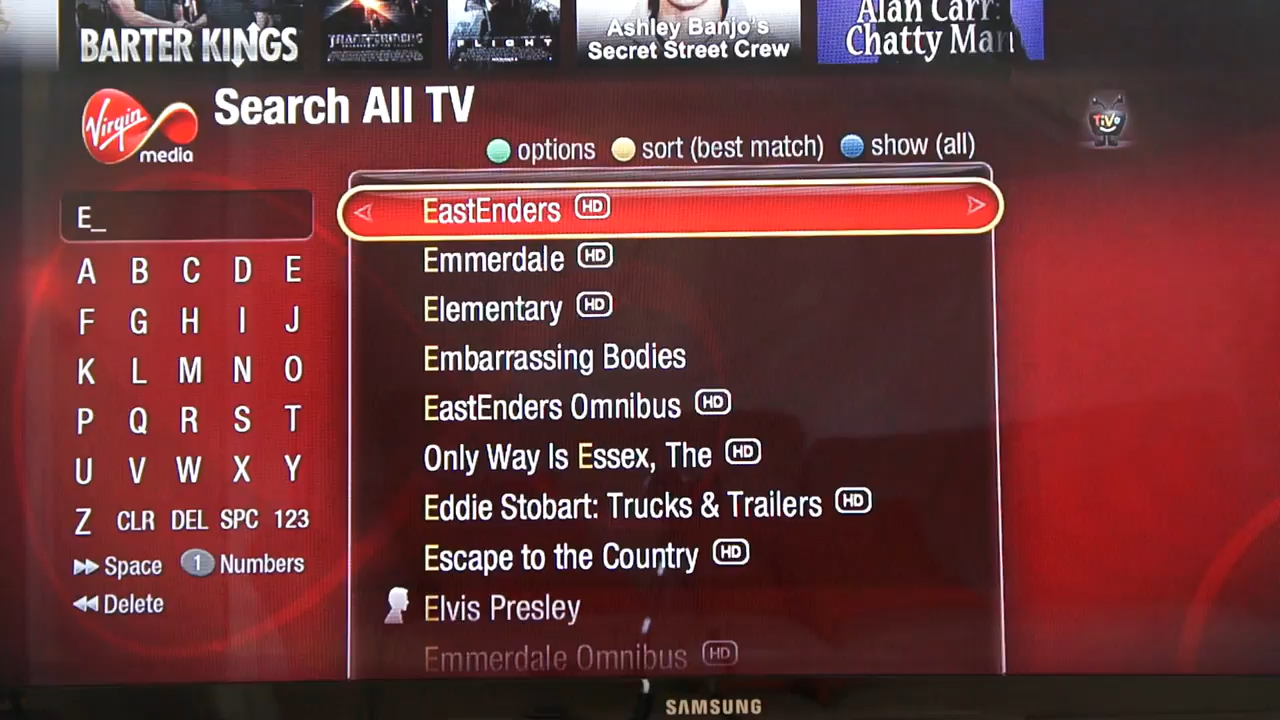 BARTER KINGS
TRANSFORMERS
FLIGHT
Ashley Banjo's
Secret Street Crew
Alan Carr:
Chatty Man
Virgin
media
Search All TV
TiVo
options
sort (best match)
show (all)
E_
A B C D E
F G H I J
K L M N O
P Q R S T
U V W X Y
Z CLR DEL SPC 123
Space 1 Numbers
Delete
EastEnders HD
Emmerdale HD
Elementary HD
Embarrassing Bodies
EastEnders Omnibus HD
Only Way Is Essex, The HD
Eddie Stobart: Trucks & Trailers HD
Escape to the Country HD
Elvis Presley
Emmerdale Omnibus HD
SAMSUNG